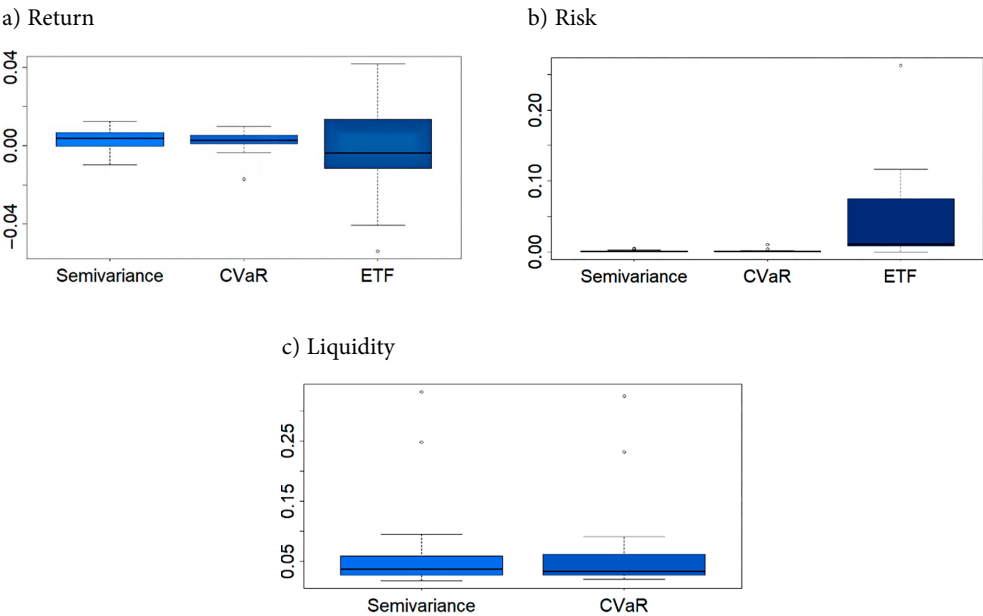 a) Return
b) Risk
0.04
0.00
−0.04
Semivariance CVaR ETF
0.20
0.10
0.00
Semivariance CVaR ETF
c) Liquidity
0.25
0.15
0.05
Semivariance CVaR